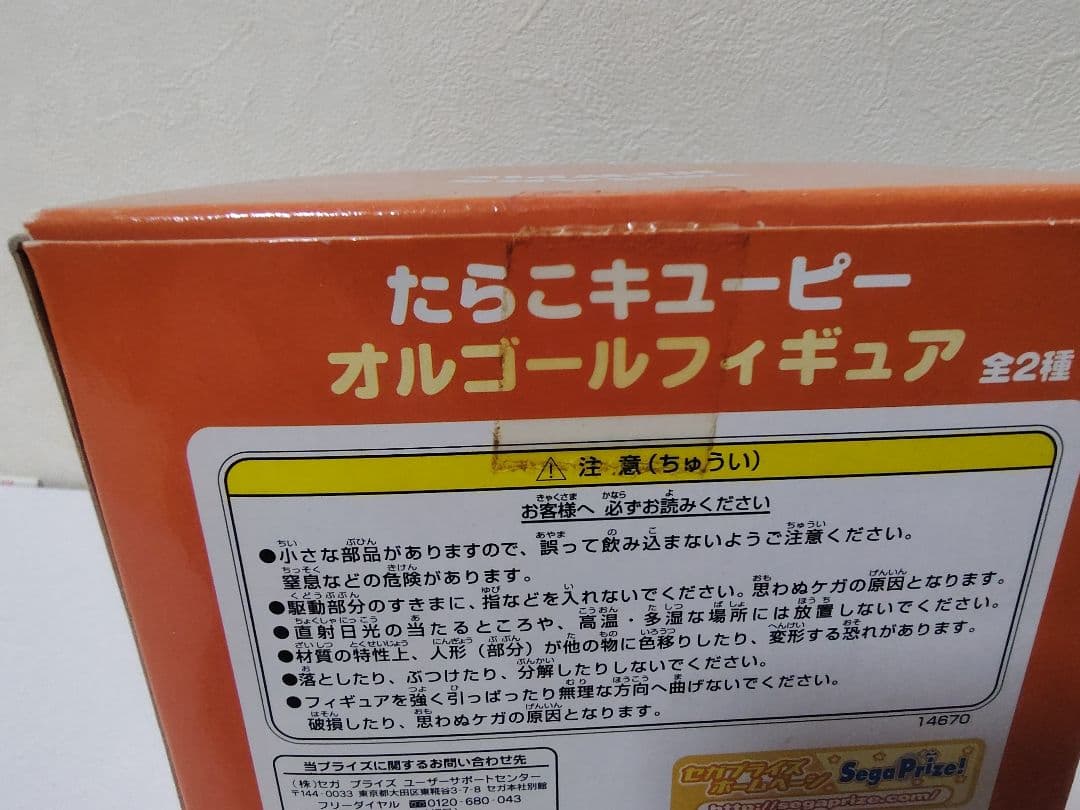 たらこキユーピー
オルゴールフィギュア 全2種
注意(ちゅうい)
お客様へ 必ずお読みください
●小さな部品がありますので、誤って飲み込まないようご注意ください。
窒息などの危険があります。
●駆動部分のすきまに、指などを入れないでください。思わぬケガの原因となります。
●直射日光の当たるところや、高温・多湿な場所には放置しないでください。
●材質の特性上、人形(部分)が他の物に色移りしたり、変形する恐れがあります。
●落としたり、ぶつけたり、分解したりしないでください。
●フィギュアを強く引っぱったり無理な方向へ曲げないでください。
破損したり、思わぬケガの原因となります。
14670
当プライズに関するお問い合わせ先
(株)セガ プライズ ユーザーサポートセンター
〒144-0033 東京都大田区東糀谷3-7-8 セガ本社別館
フリーダイヤル 0120-680-043
セガプライズ
ホームページ
SegaPrize!
http://segaprize.com/